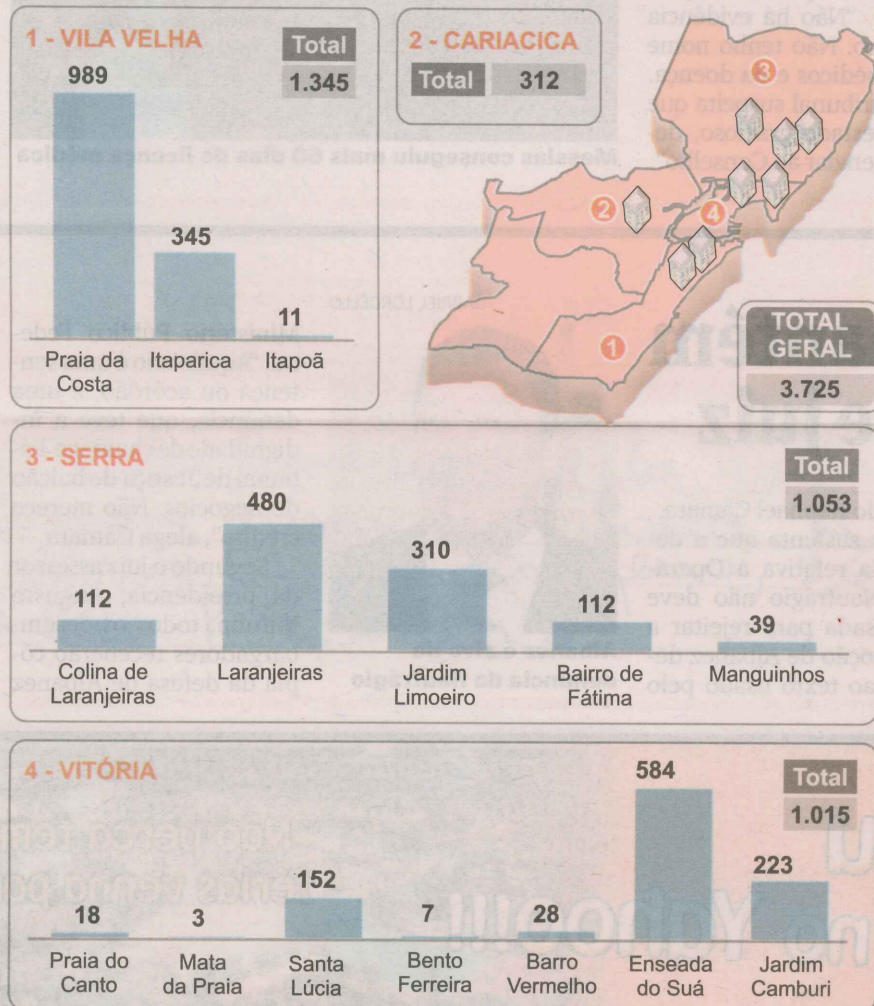 1 - VILA VELHA
Total
1.345
989
345
11
Praia da
Costa
Itaparica
Itapoã
2 - CARIACICA
Total
312
3
2
4
1
TOTAL
GERAL
3.725
3 - SERRA
Total
1.053
112
480
310
112
39
Colina de
Laranjeiras
Laranjeiras
Jardim
Limoeiro
Bairro de
Fátima
Manguinhos
4 - VITÓRIA
Total
1.015
18
3
152
7
28
584
223
Praia do
Canto
Mata
da Praia
Santa
Lúcia
Bento
Ferreira
Barro
Vermelho
Enseada
do Suá
Jardim
Camburi